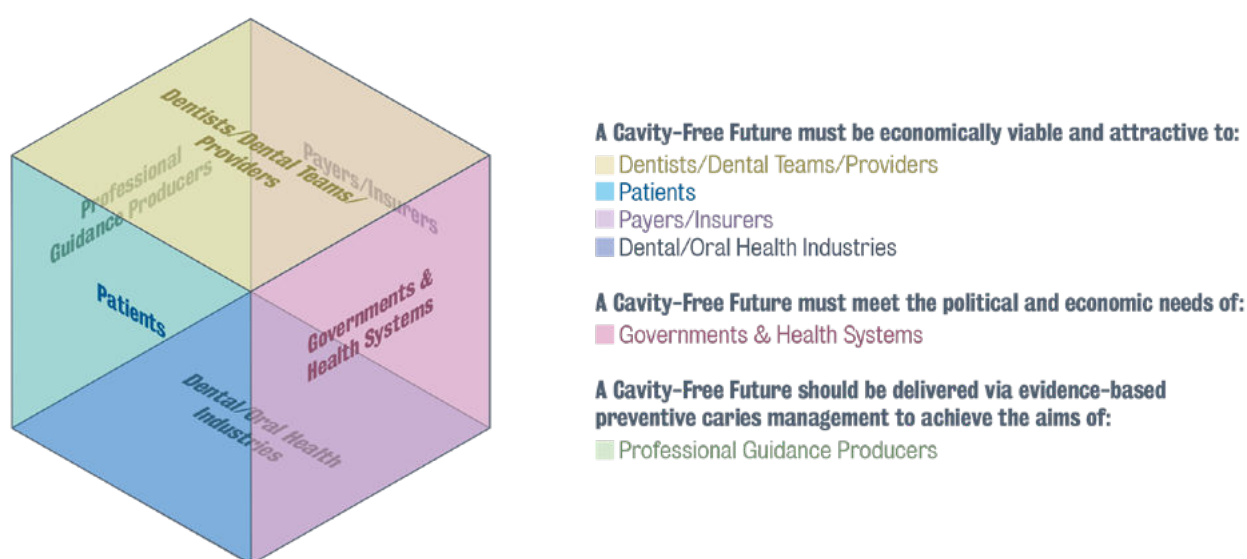 Dentists/Dental Teams/
Providers
Professional
Guidance Producers
Payers/Insurers
Patients
Governments &
Health Systems
Dental/Oral Health
Industries
A Cavity-Free Future must be economically viable and attractive to:
Dentists/Dental Teams/Providers
Patients
Payers/Insurers
Dental/Oral Health Industries
A Cavity-Free Future must meet the political and economic needs of:
Governments & Health Systems
A Cavity-Free Future should be delivered via evidence-based
preventive caries management to achieve the aims of:
Professional Guidance Producers